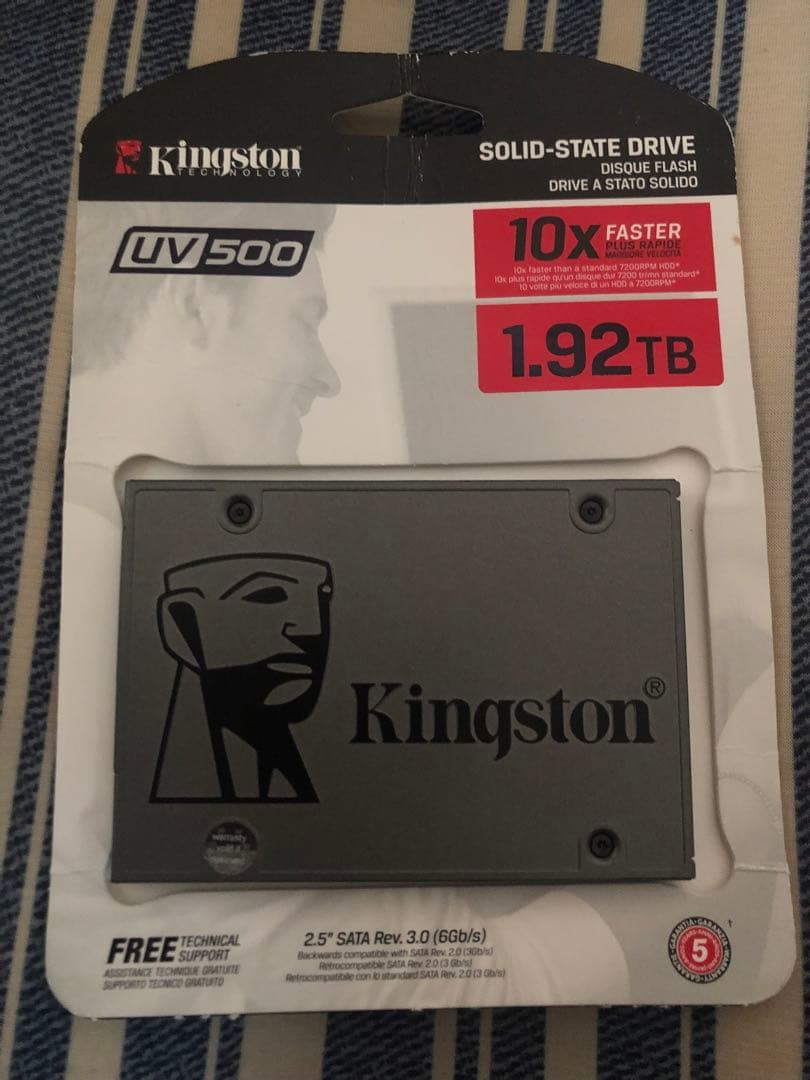 Kingston
TECHNOLOGY
SOLID-STATE DRIVE
DISQUE FLASH
DRIVE A STATO SOLIDO
UV500
10x FASTER
PLUS RAPIDE
MAGGIORE VELOCITÀ
10x faster than a standard 7200RPM HDD*
10x plus rapide qu'un disque dur 7200 tr/mn standard*
10 volte più veloce di un HDD a 7200RPM*
1.92TB
Kingston®
warranty
void if
FREE TECHNICAL SUPPORT
ASSISTANCE TECHNIQUE GRATUITE
SUPPORTO TECNICO GRATUITO
2.5" SATA Rev. 3.0 (6Gb/s)
Backwards compatible with SATA Rev. 2.0 (3Gb/s)
Rétrocompatible SATA Rev. 2.0 (3 Gb/s)
Retrocompatibile con lo standard SATA Rev. 2.0 (3 Gb/s)
5